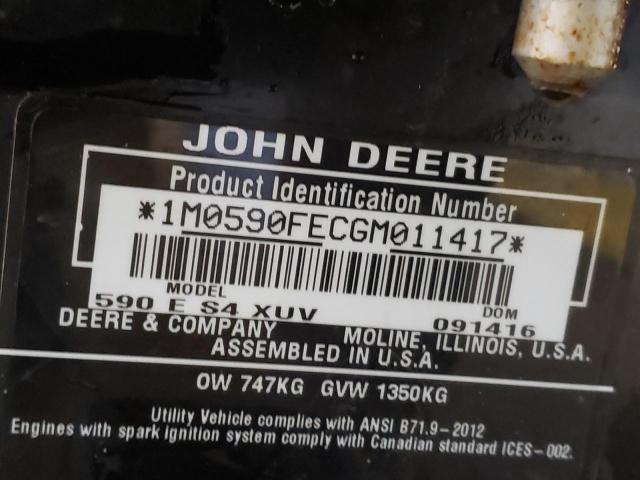 JOHN DEERE
Product Identification Number
*1M0590FECGM011417*
MODEL DOM
590 E S4 XUV 091416
DEERE & COMPANY MOLINE, ILLINOIS, U.S.A.
ASSEMBLED IN U.S.A.
OW 747KG GVW 1350KG
Utility Vehicle complies with ANSI B71.9-2012
Engines with spark ignition system comply with Canadian standard ICES-002.